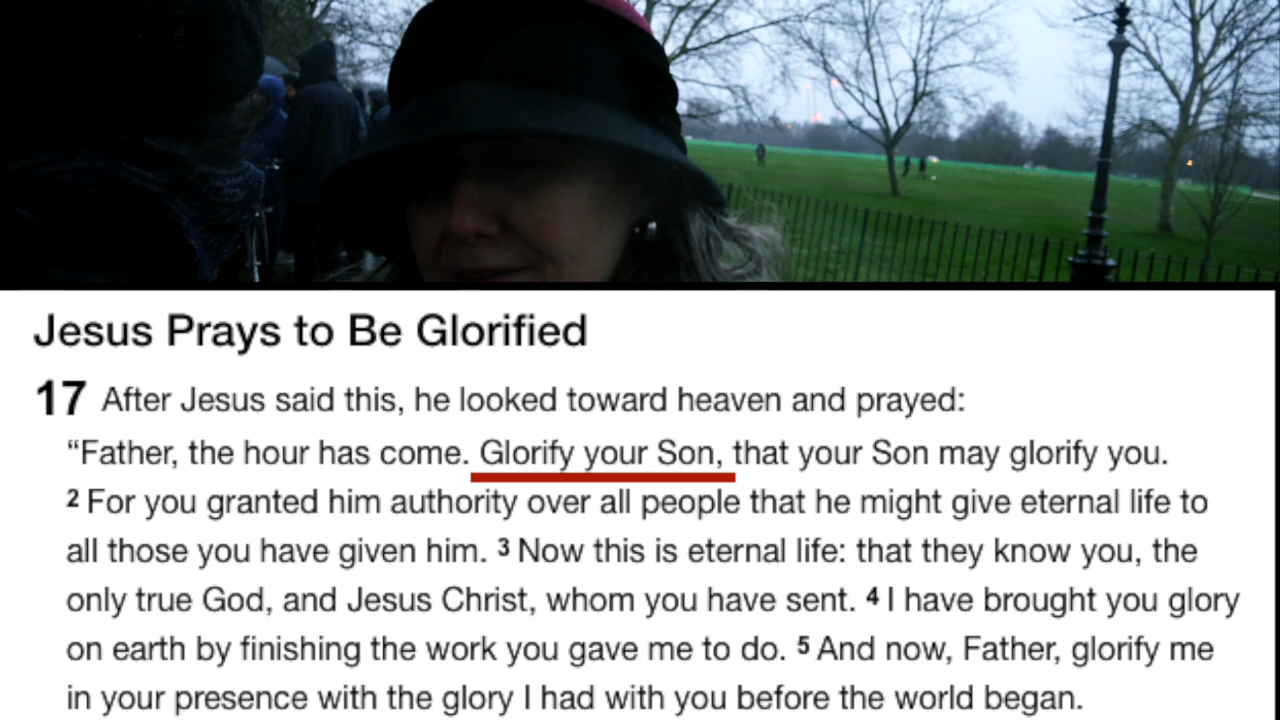 Jesus Prays to Be Glorified
17 After Jesus said this, he looked toward heaven and prayed:
“Father, the hour has come. Glorify your Son, that your Son may glorify you.
2 For you granted him authority over all people that he might give eternal life to
all those you have given him. 3 Now this is eternal life: that they know you, the
only true God, and Jesus Christ, whom you have sent. 4 I have brought you glory
on earth by finishing the work you gave me to do. 5 And now, Father, glorify me
in your presence with the glory I had with you before the world began.